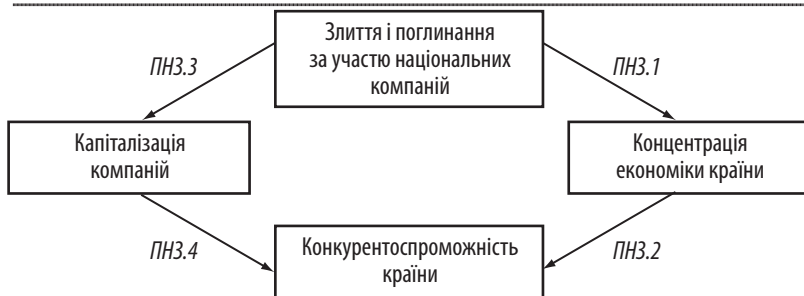 Злиття і поглинання
за участю національних
компаній
ПНЗ.3
ПНЗ.1
Капіталізація
компаній
Концентрація
економіки країни
ПНЗ.4
ПНЗ.2
Конкурентоспроможність
країни